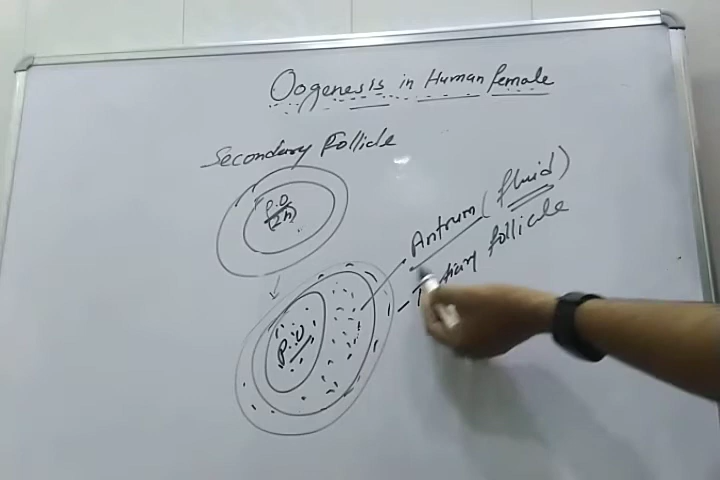 Oogenesis in Human female
Secondary Follicle
P.O
(2n)
Antrum (fluid)
follicle
P.O